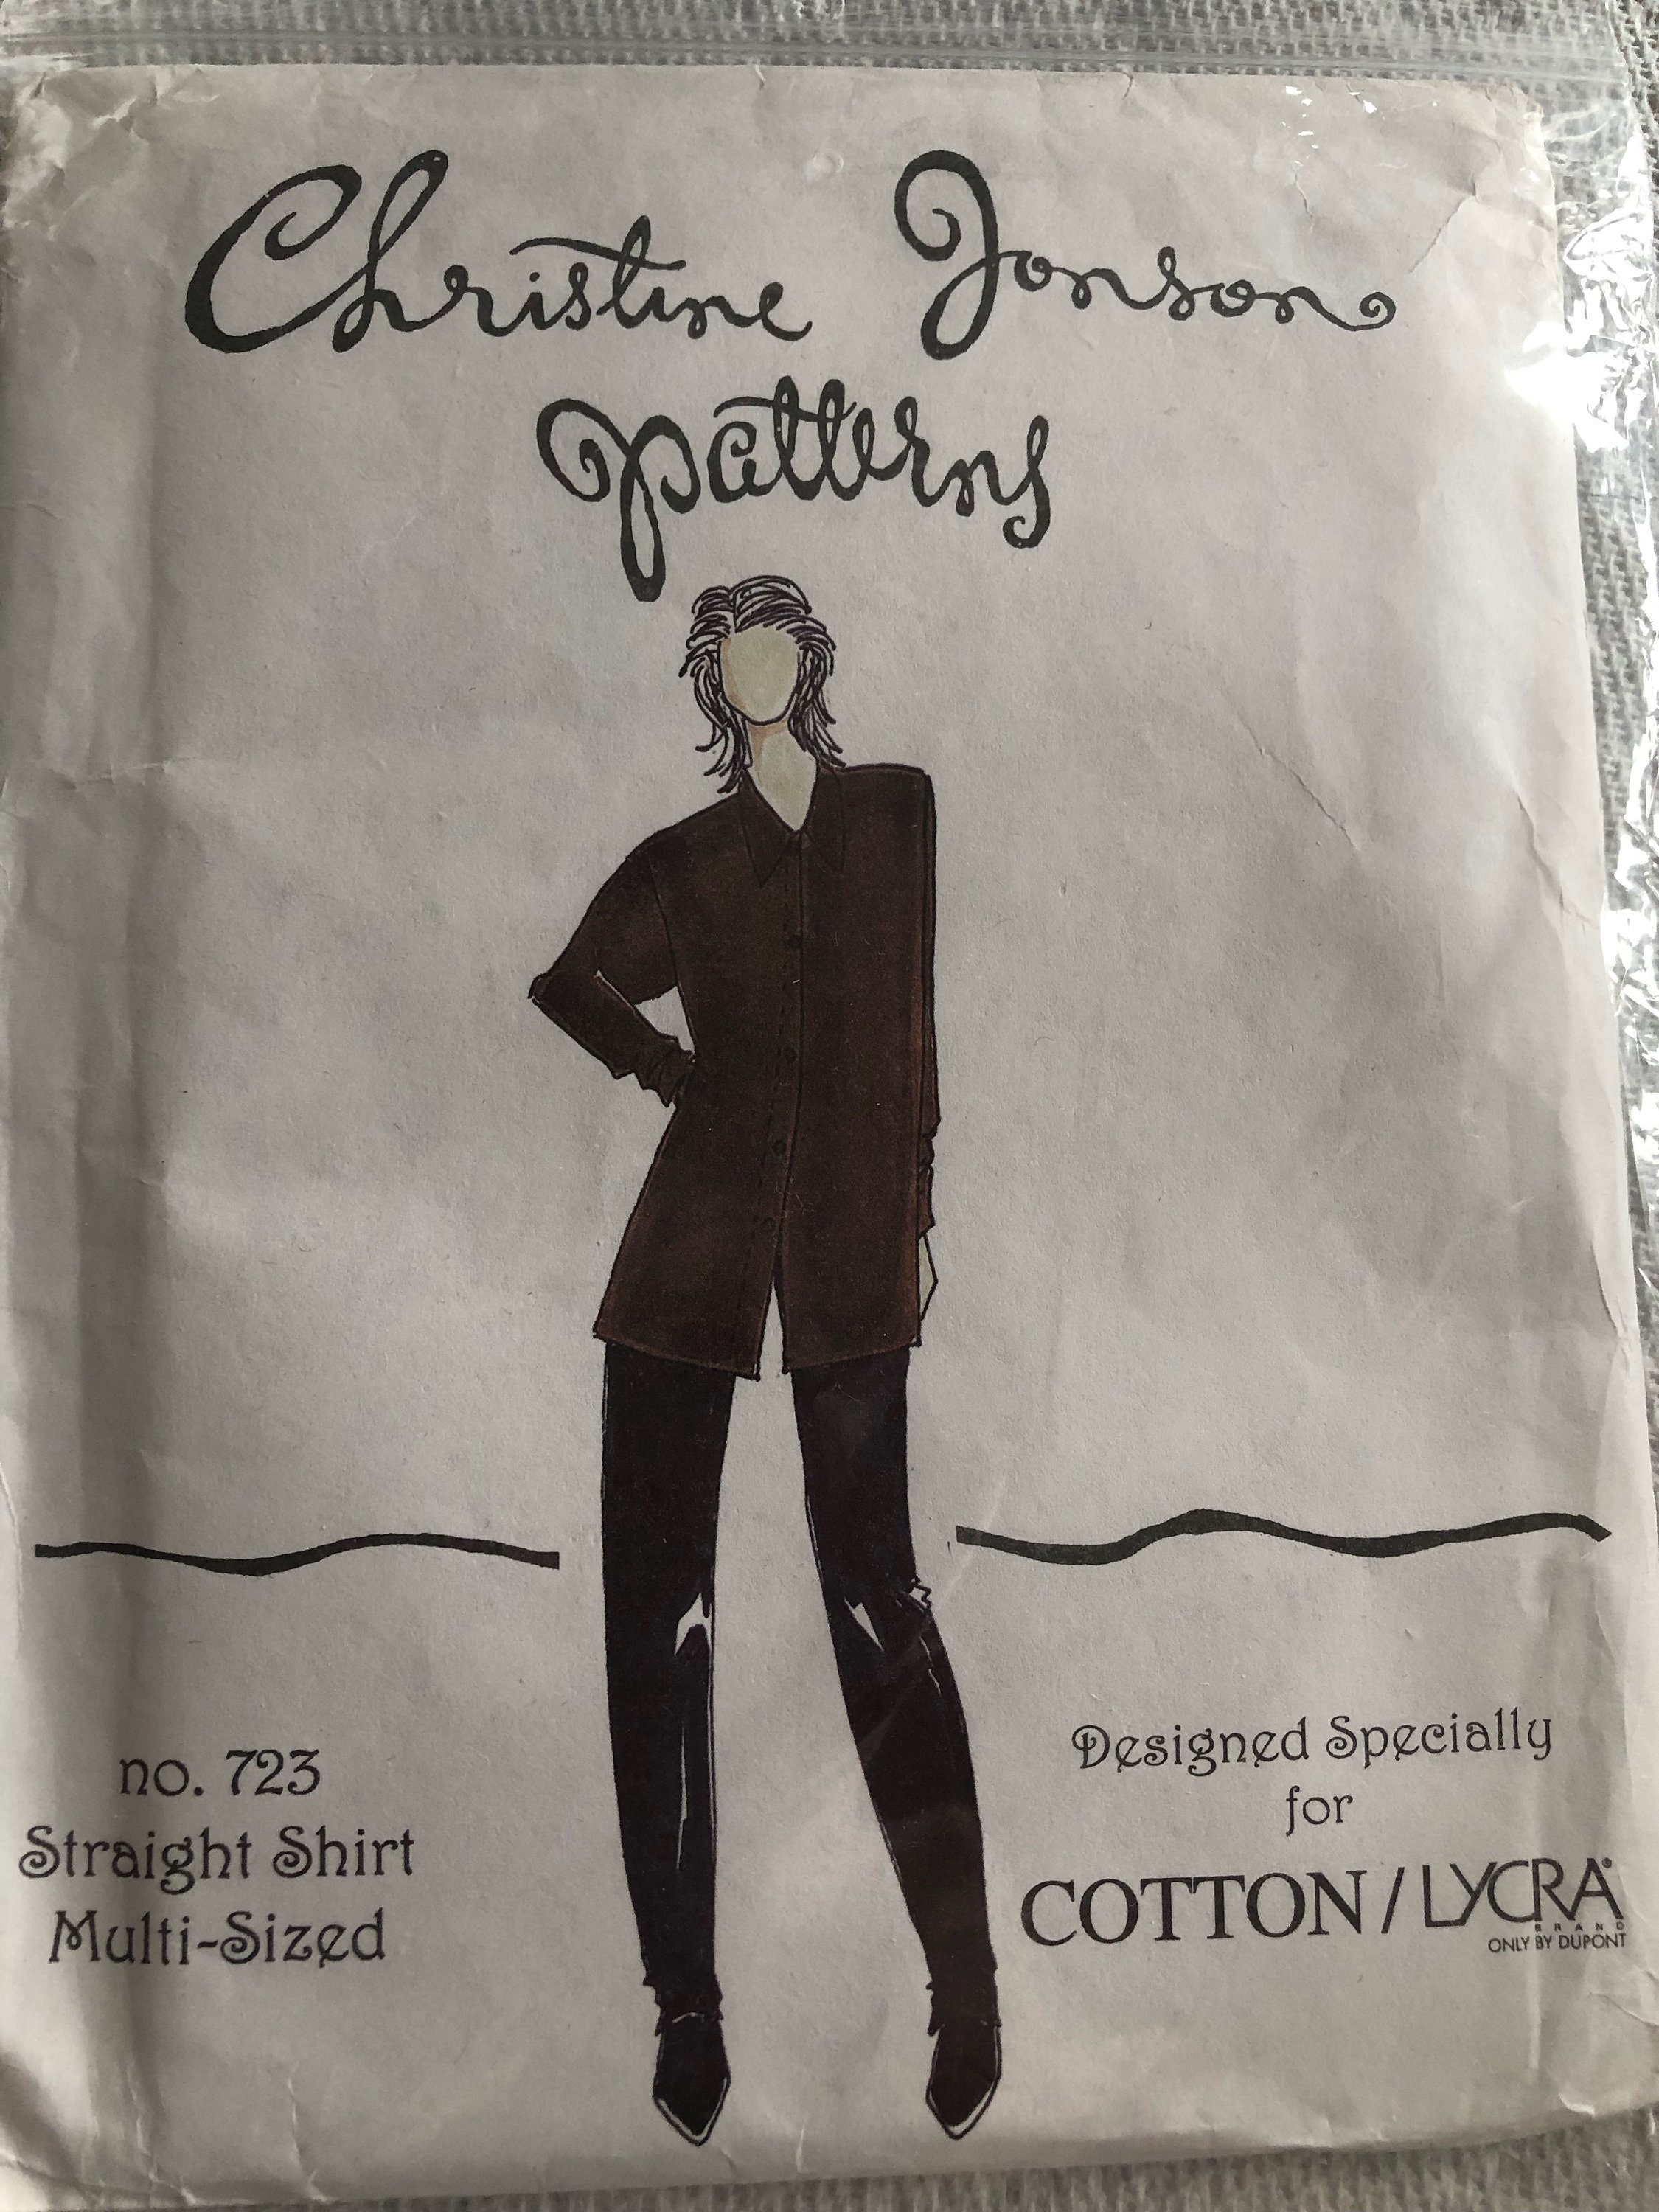 Christine Jonson
patterns
no. 723
Straight Shirt
Multi-Sized
Designed Specially
for
COTTON / LYCRA®
BRAND
ONLY BY DUPONT